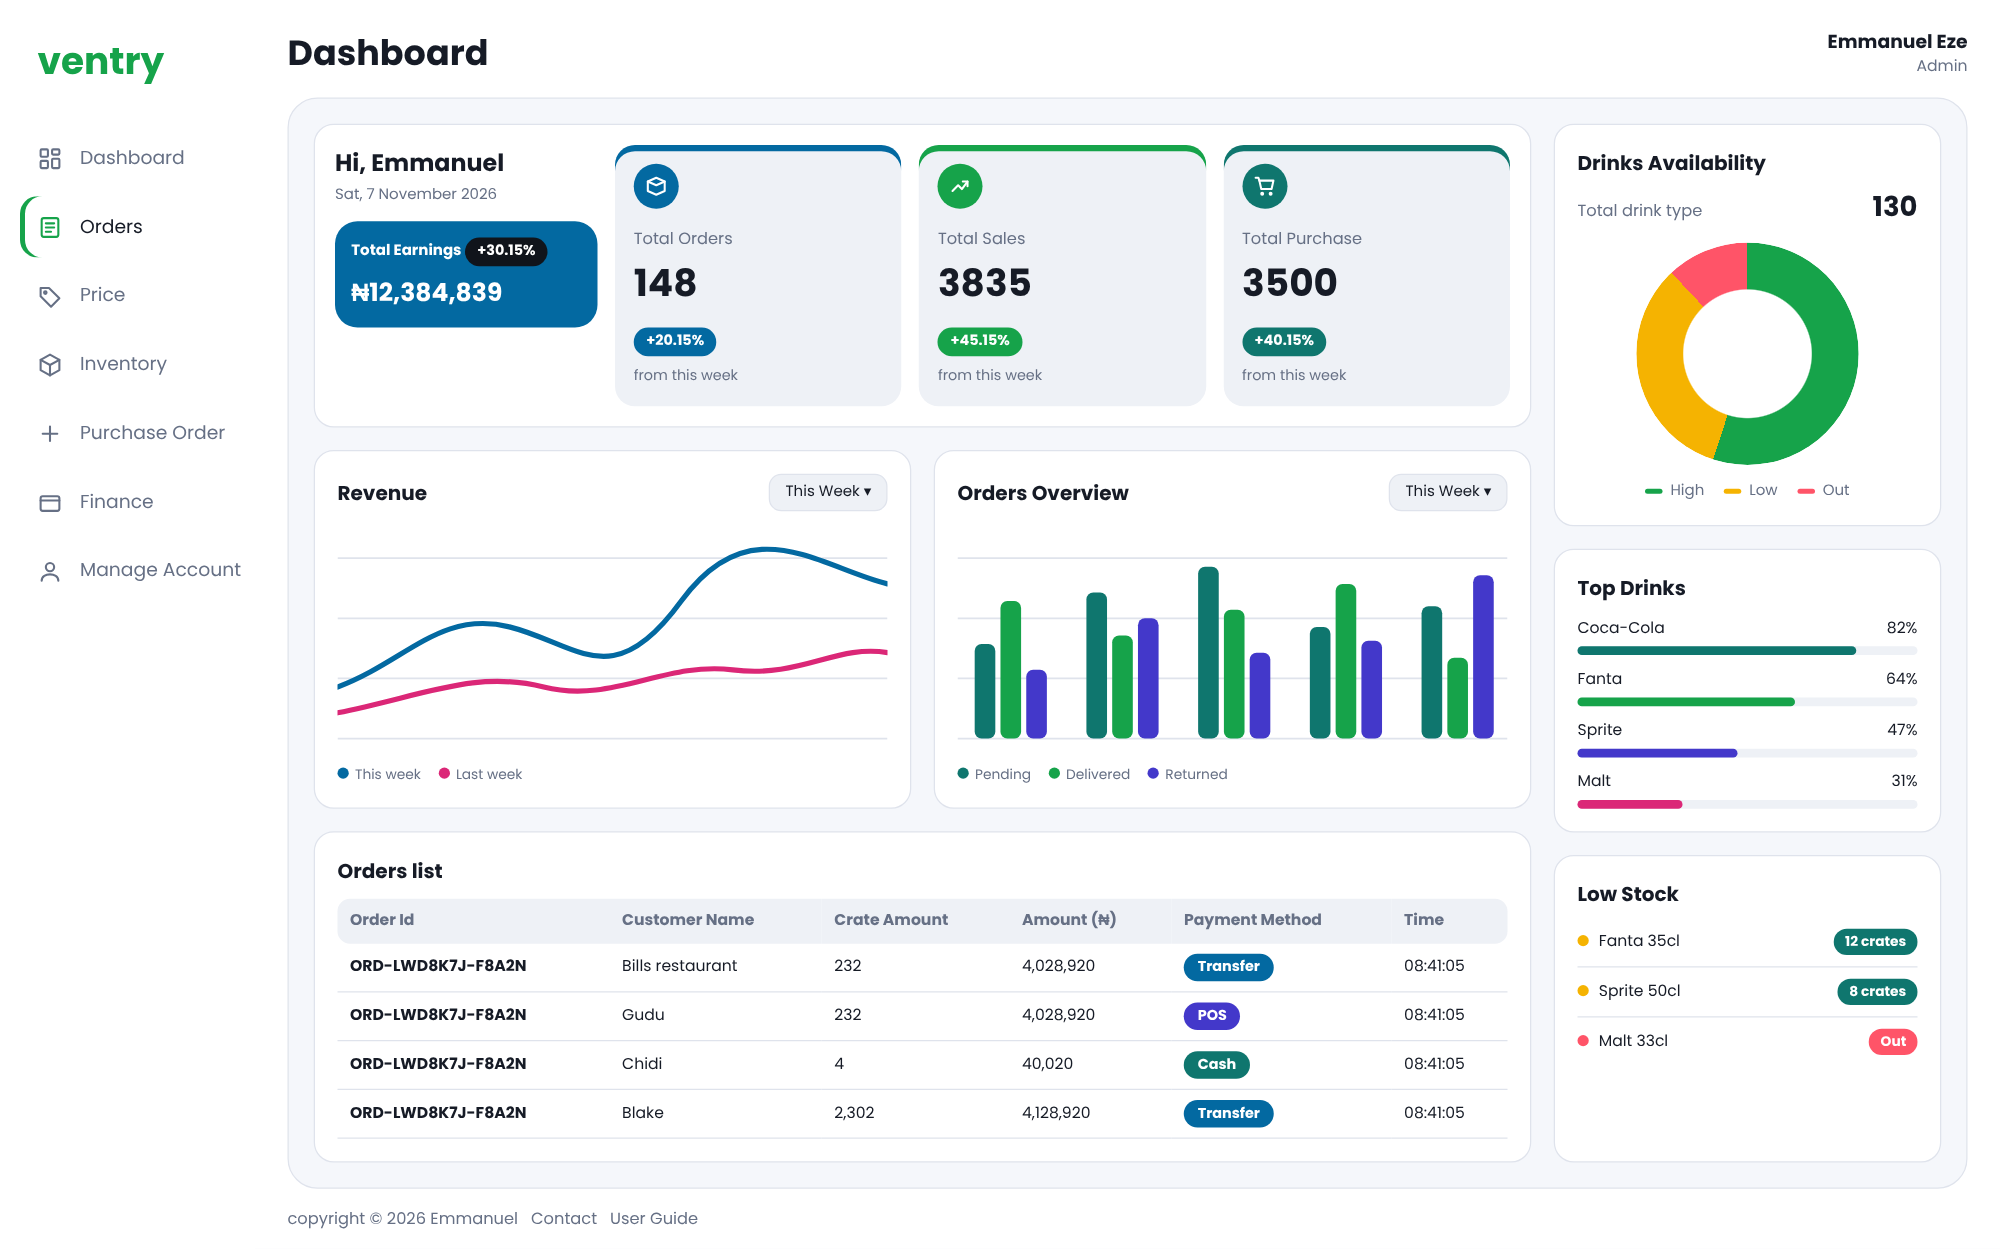 ventry
Dashboard
Orders
Price
Inventory
Purchase Order
Finance
Manage Account
Dashboard
Emmanuel Eze
Admin
Hi, Emmanuel
Sat, 7 November 2026
Total Earnings +30.15%
₦12,384,839
Total Orders
148
+20.15%
from this week
Total Sales
3835
+45.15%
from this week
Total Purchase
3500
+40.15%
from this week
Revenue
This Week ▾
This week Last week
Orders Overview
This Week ▾
Pending Delivered Returned
Orders list
Order Id Customer Name Crate Amount Amount (₦) Payment Method Time
ORD-LWD8K7J-F8A2N Bills restaurant 232 4,028,920 Transfer 08:41:05
ORD-LWD8K7J-F8A2N Gudu 232 4,028,920 POS 08:41:05
ORD-LWD8K7J-F8A2N Chidi 4 40,020 Cash 08:41:05
ORD-LWD8K7J-F8A2N Blake 2,302 4,128,920 Transfer 08:41:05
Drinks Availability
Total drink type 130
High Low Out
Top Drinks
Coca-Cola 82%
Fanta 64%
Sprite 47%
Malt 31%
Low Stock
Fanta 35cl 12 crates
Sprite 50cl 8 crates
Malt 33cl Out
copyright © 2026 Emmanuel Contact User Guide